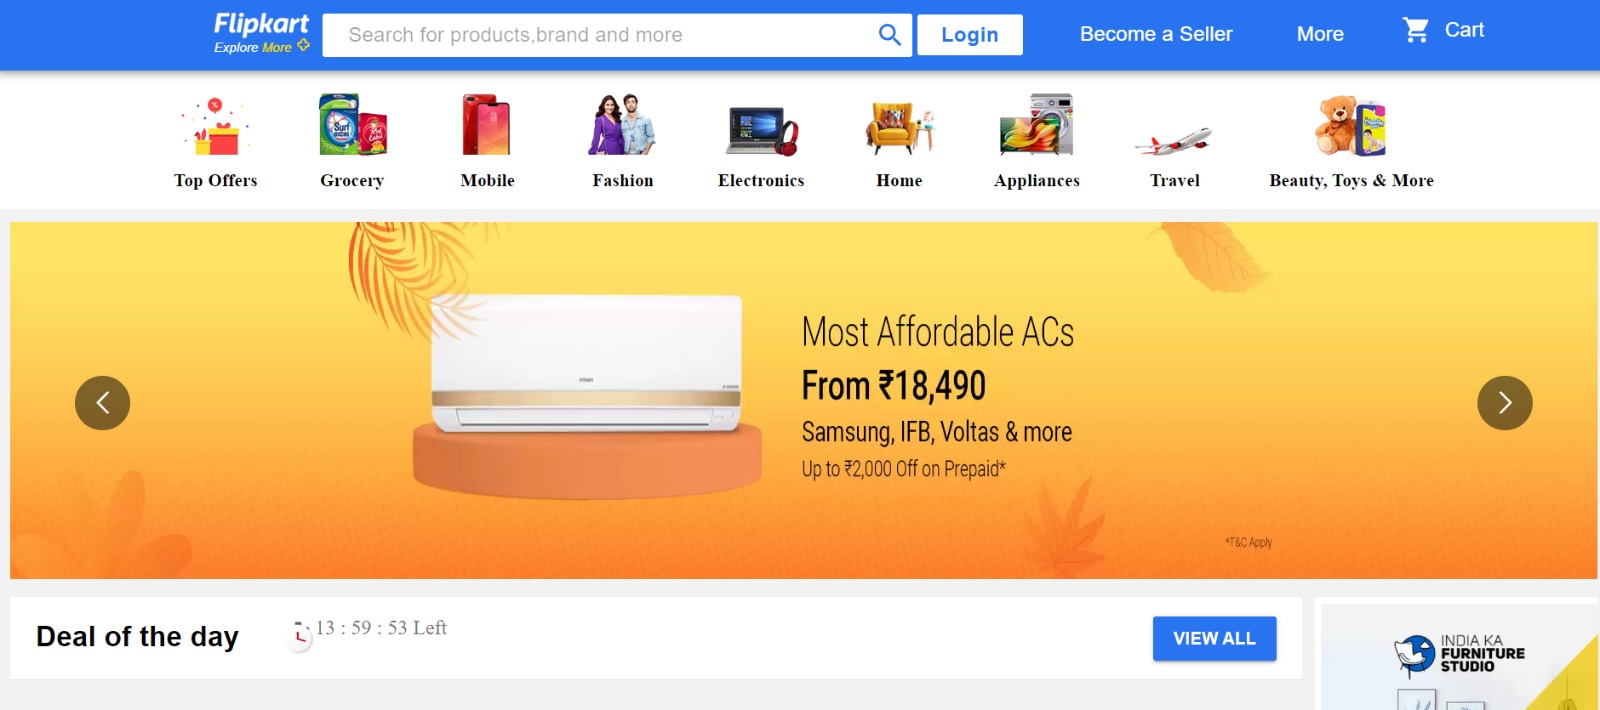 Flipkart
Explore More
Search for products,brand and more
Login
Become a Seller
More
Cart
Top Offers
Grocery
Mobile
Fashion
Electronics
Home
Appliances
Travel
Beauty, Toys & More
Surf excel
Most Affordable ACs
From ₹18,490
Samsung, IFB, Voltas & more
Up to ₹2,000 Off on Prepaid*
*T&C Apply
Deal of the day
13 : 59 : 53 Left
VIEW ALL
INDIA KA
FURNITURE
STUDIO